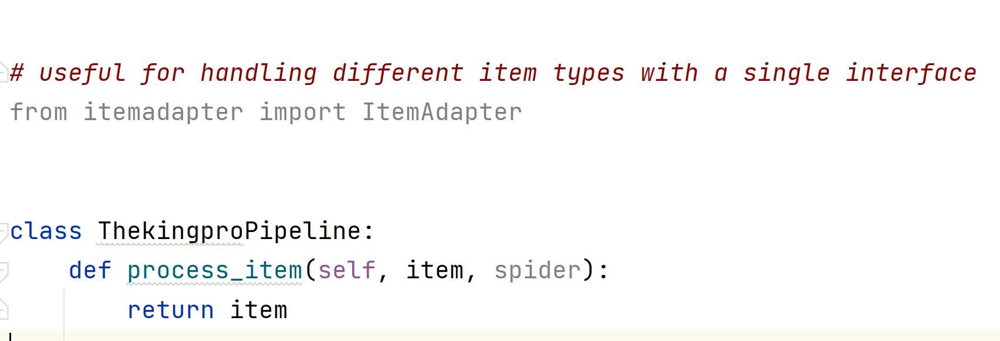 # useful for handling different item types with a single interface
from itemadapter import ItemAdapter
class ThekingproPipeline:
    def process_item(self, item, spider):
        return item